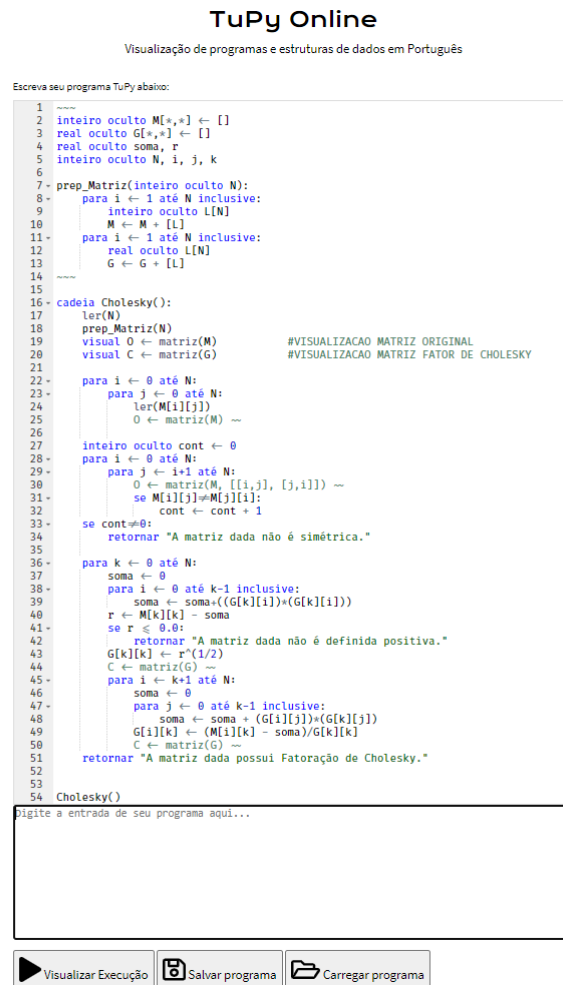 TuPy Online
Visualização de programas e estruturas de dados em Português
Escreva seu programa TuPy abaixo:
1 ~~~
2 inteiro oculto M[*,*] ← []
3 real oculto G[*,*] ← []
4 real oculto soma, r
5 inteiro oculto N, i, j, k
6
7 prep_Matriz(inteiro oculto N):
8     para i ← 1 até N inclusive:
9         inteiro oculto L[N]
10         M ← M + [L]
11     para i ← 1 até N inclusive:
12         real oculto L[N]
13         G ← G + [L]
14 ~~~
15
16 cadeia Cholesky():
17     ler(N)
18     prep_Matriz(N)
19     visual O ← matriz(M)           #VISUALIZACAO MATRIZ ORIGINAL
20     visual C ← matriz(G)           #VISUALIZACAO MATRIZ FATOR DE CHOLESKY
21
22     para i ← 0 até N:
23         para j ← 0 até N:
24             ler(M[i][j])
25             O ← matriz(M) ~~
26
27     inteiro oculto cont ← 0
28     para i ← 0 até N:
29         para j ← i+1 até N:
30             O ← matriz(M, [[i,j], [j,i]]) ~~
31             se M[i][j]≠M[j][i]:
32                 cont ← cont + 1
33     se cont≠0:
34         retornar "A matriz dada não é simétrica."
35
36     para k ← 0 até N:
37         soma ← 0
38         para i ← 0 até k-1 inclusive:
39             soma ← soma+((G[k][i])*(G[k][i]))
40         r ← M[k][k] - soma
41         se r ≤ 0.0:
42             retornar "A matriz dada não é definida positiva."
43         G[k][k] ← r^(1/2)
44         C ← matriz(G) ~~
45         para i ← k+1 até N:
46             soma ← 0
47             para j ← 0 até k-1 inclusive:
48                 soma ← soma + (G[i][j])*(G[k][j])
49             G[i][k] ← (M[i][k] - soma)/G[k][k]
50             C ← matriz(G) ~~
51     retornar "A matriz dada possui Fatoração de Cholesky."
52
53
54 Cholesky()
Digite a entrada de seu programa aqui...
Visualizar Execução Salvar programa Carregar programa